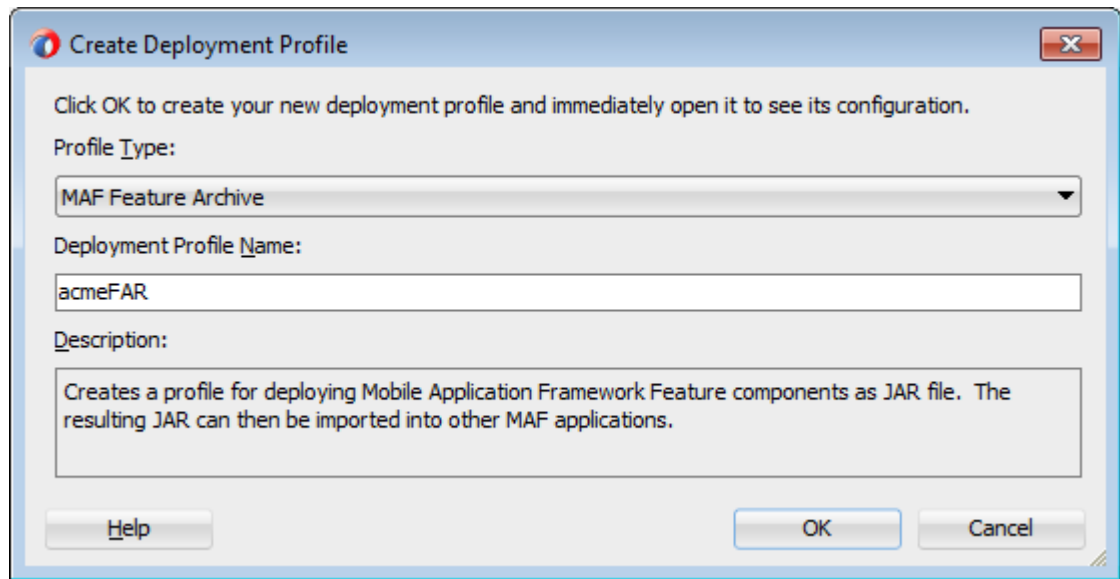 Create Deployment Profile
Click OK to create your new deployment profile and immediately open it to see its configuration.
Profile Type:
MAF Feature Archive
Deployment Profile Name:
acmeFAR
Description:
Creates a profile for deploying Mobile Application Framework Feature components as JAR file. The
resulting JAR can then be imported into other MAF applications.
Help
OK
Cancel